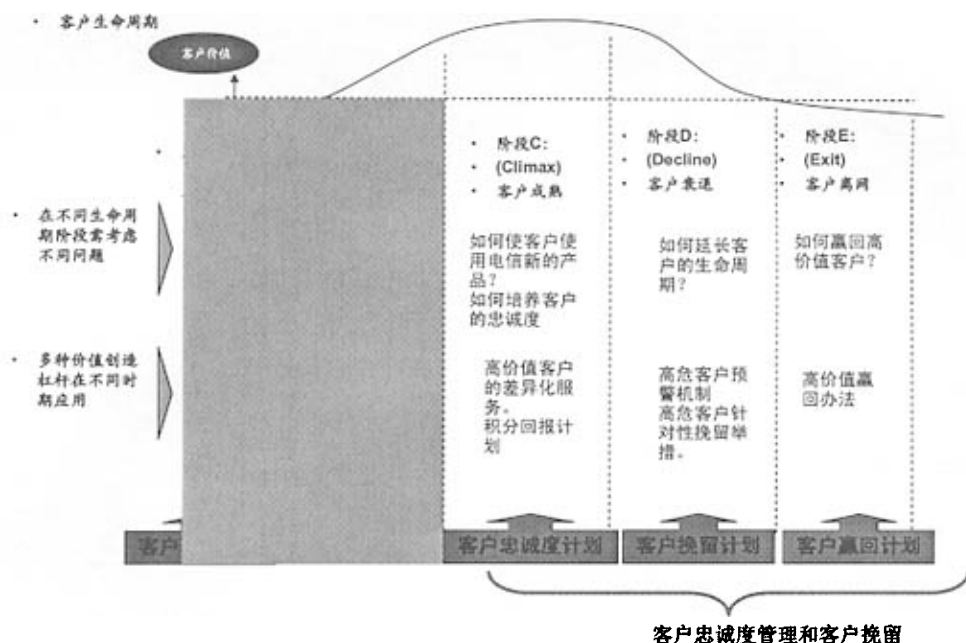 • 客户生命周期
客户价值
• 阶段C:
• (Climax)
• 客户成熟
• 阶段D:
• (Decline)
• 客户衰退
• 阶段E:
• (Exit)
• 客户离网
• 在不同生命周
期阶段需考虑
不同问题
如何使客户使
用电信新的产
品？
如何培养客户
的忠诚度
如何延长客
户的生命周
期？
如何赢回高
价值客户？
• 多种价值创造
杠杆在不同时
期应用
高价值客户
的差异化服
务。
积分回报计
划
高危客户预
警机制
高危客户针
对性挽留举
措。
高价值赢
回办法
客户
客户忠诚度计划
客户挽留计划
客户赢回计划
客户忠诚度管理和客户挽留